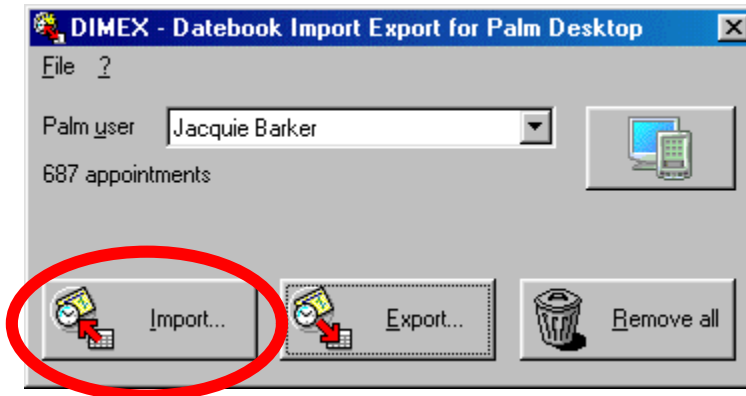 DIMEX - Datebook Import Export for Palm Desktop
File ?
Palm user Jacquie Barker
687 appointments
Import... Export... Remove all